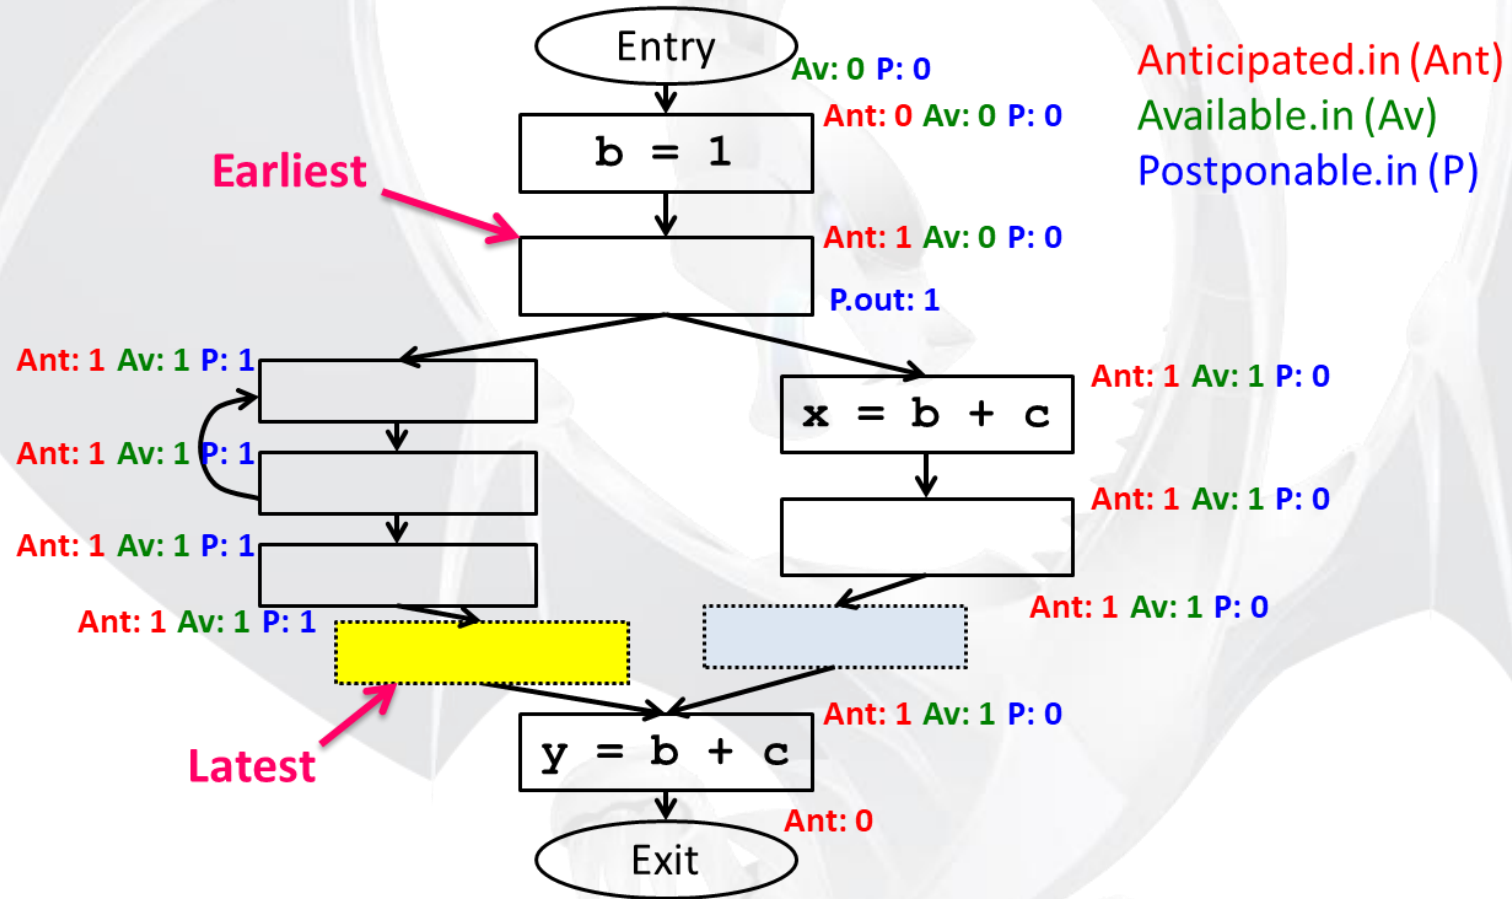 Entry
Av: 0 P: 0
Anticipated.in (Ant)
Available.in (Av)
Postponable.in (P)
Ant: 0 Av: 0 P: 0
b = 1
Earliest
Ant: 1 Av: 0 P: 0
P.out: 1
Ant: 1 Av: 1 P: 1
Ant: 1 Av: 1 P: 0
x = b + c
Ant: 1 Av: 1 P: 1
Ant: 1 Av: 1 P: 0
Ant: 1 Av: 1 P: 1
Ant: 1 Av: 1 P: 0
Ant: 1 Av: 1 P: 1
Ant: 1 Av: 1 P: 0
Latest
y = b + c
Ant: 0
Exit